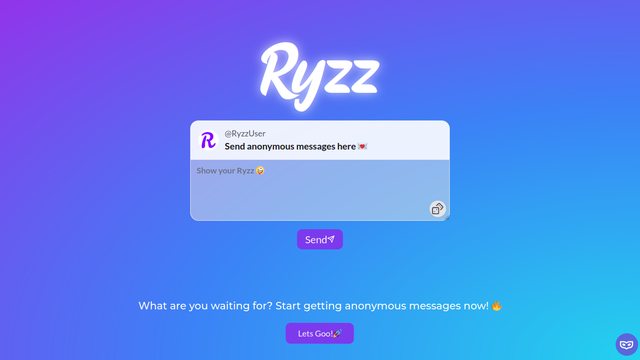 Ryzz
@RyzzUser
Send anonymous messages here 💌
Show your Ryzz 🤪
Send
What are you waiting for? Start getting anonymous messages now! 🔥
Lets Goo!🚀